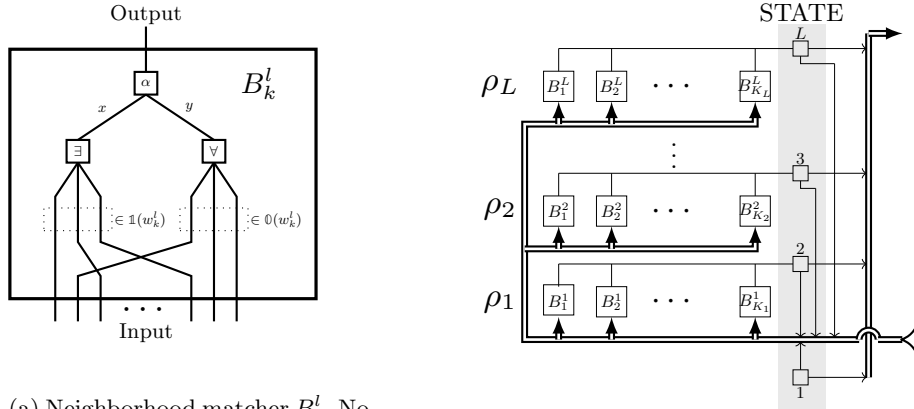 Output
B_k^l
α
x
y
∃
∀
∈ 𝟙(w_k^l)
∈ 𝟘(w_k^l)
Input
(a) Neighborhood matcher B^l. No
STATE
L
ρ_L
B_1^L
B_2^L
B_{K_L}^L
3
ρ_2
B_1^2
B_2^2
B_{K_2}^2
2
ρ_1
B_1^1
B_2^1
B_{K_1}^1
1